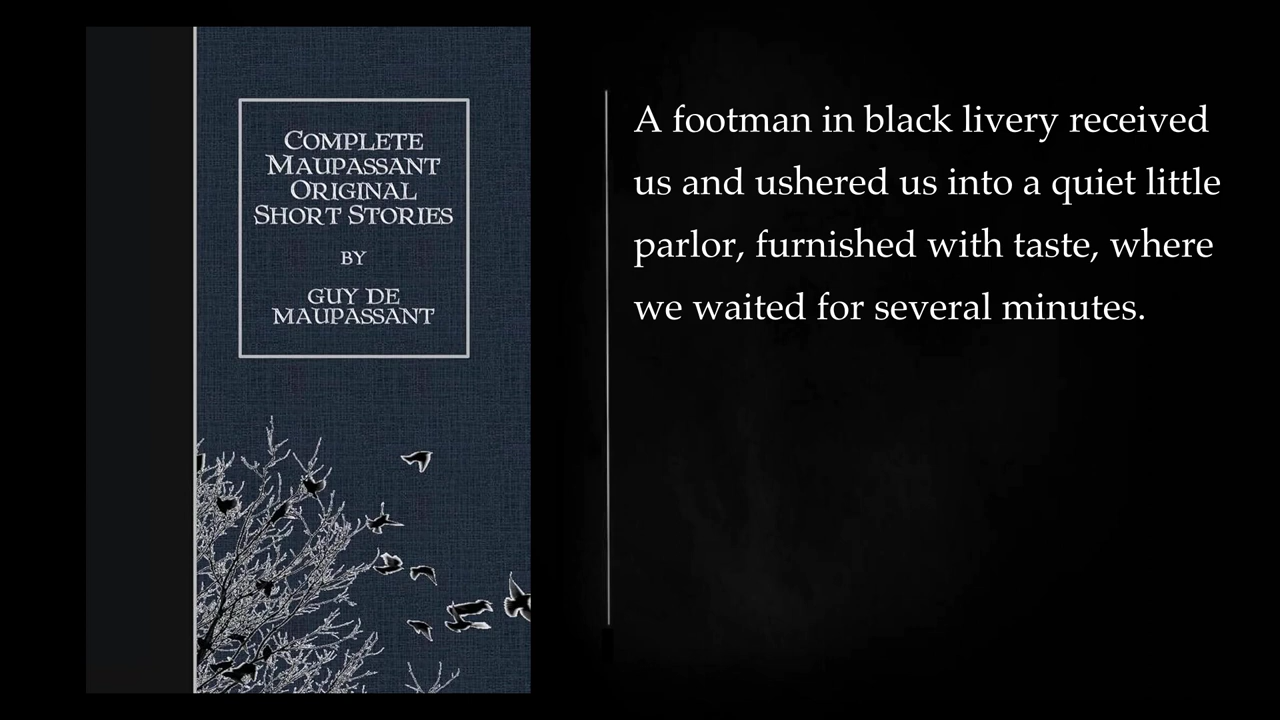 COMPLETE
MAUPASSANT
ORIGINAL
SHORT STORIES
BY
GUY DE
MAUPASSANT
A footman in black livery received
us and ushered us into a quiet little
parlor, furnished with taste, where
we waited for several minutes.